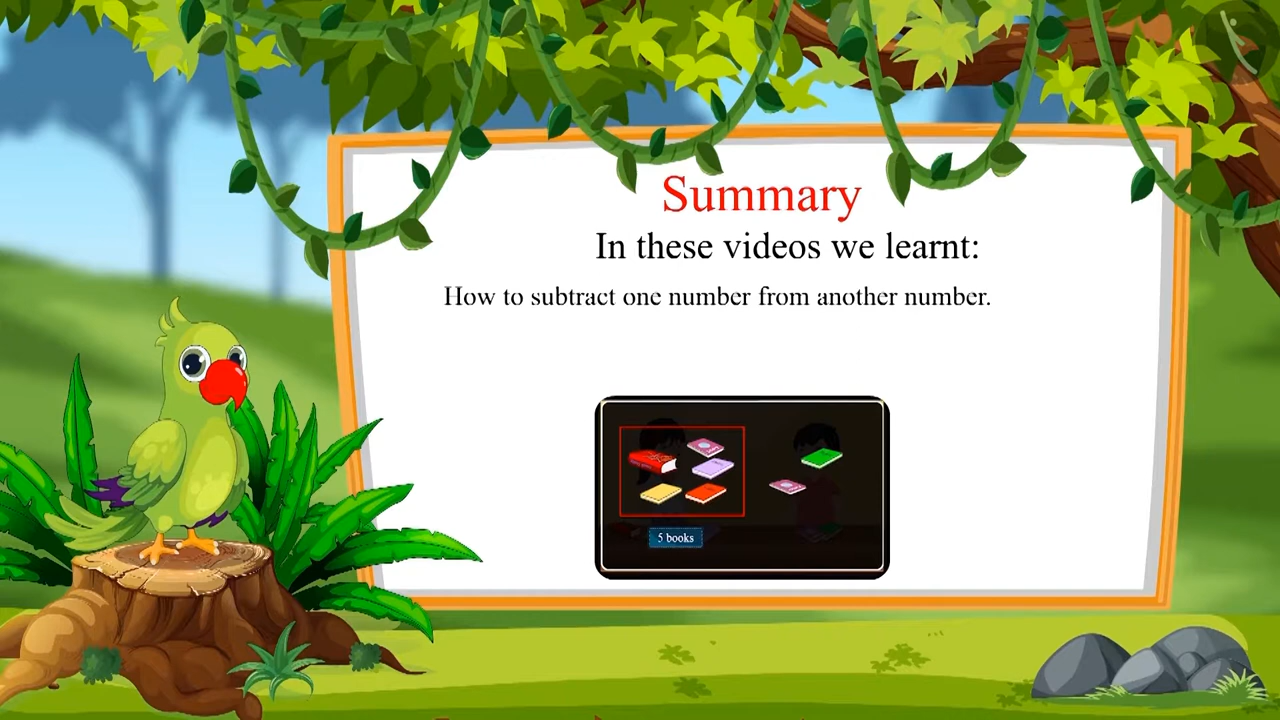 Summary
In these videos we learnt:
How to subtract one number from another number.
5 books